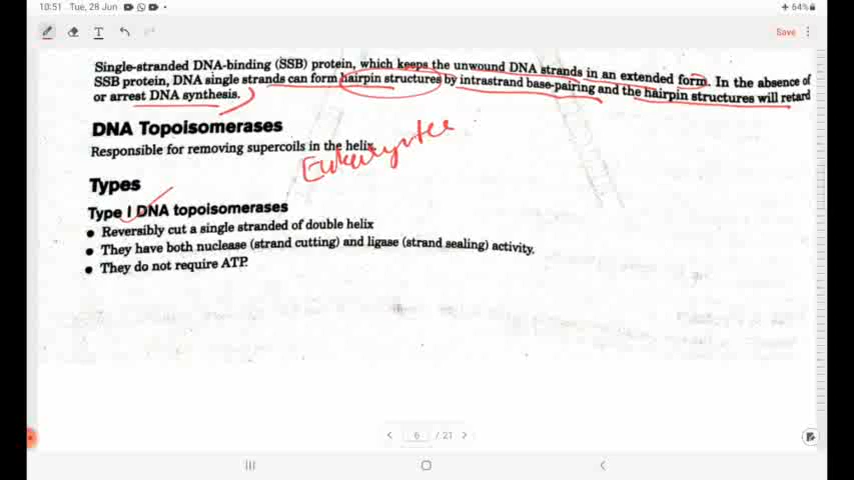 10:51 Tue, 28 Jun
64%
T
Save
Single-stranded DNA-binding (SSB) protein, which keeps the unwound DNA strands in an extended form. In the absence of
SSB protein, DNA single strands can form hairpin structures by intrastrand base-pairing and the hairpin structures will retard
or arrest DNA synthesis.
DNA Topoisomerases
Responsible for removing supercoils in the helix.
Types
Type I DNA topoisomerases
● Reversibly cut a single stranded of double helix
● They have both nuclease (strand cutting) and ligase (strand sealing) activity.
● They do not require ATP.
6 / 21